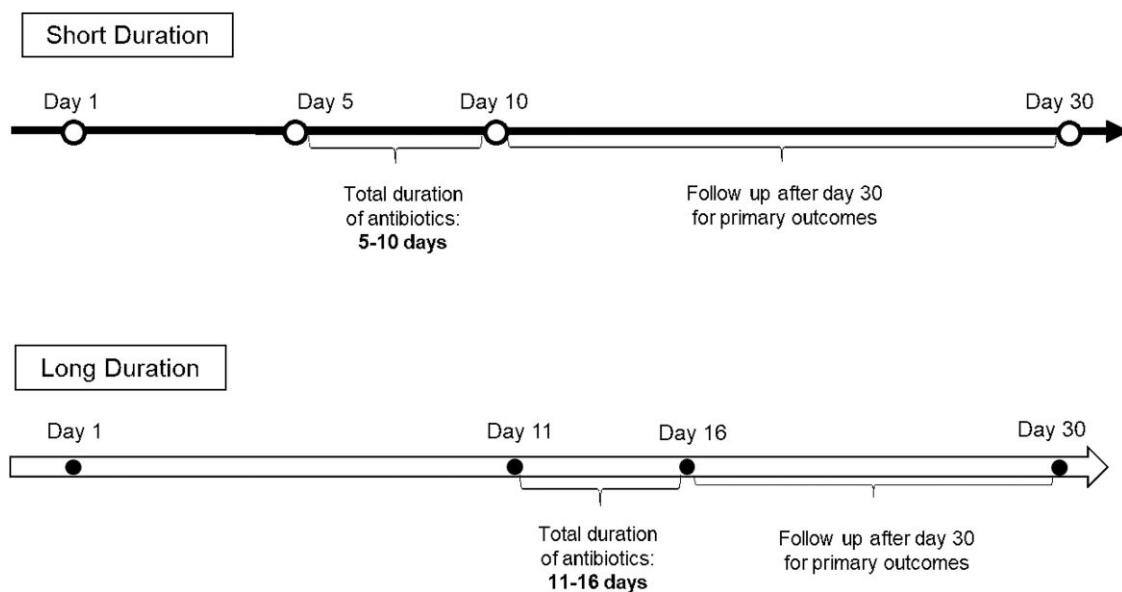 Short Duration
Day 1
Day 5
Day 10
Day 30
Total duration
of antibiotics:
5-10 days
Follow up after day 30
for primary outcomes
Long Duration
Day 1
Day 11
Day 16
Day 30
Total duration
of antibiotics:
11-16 days
Follow up after day 30
for primary outcomes